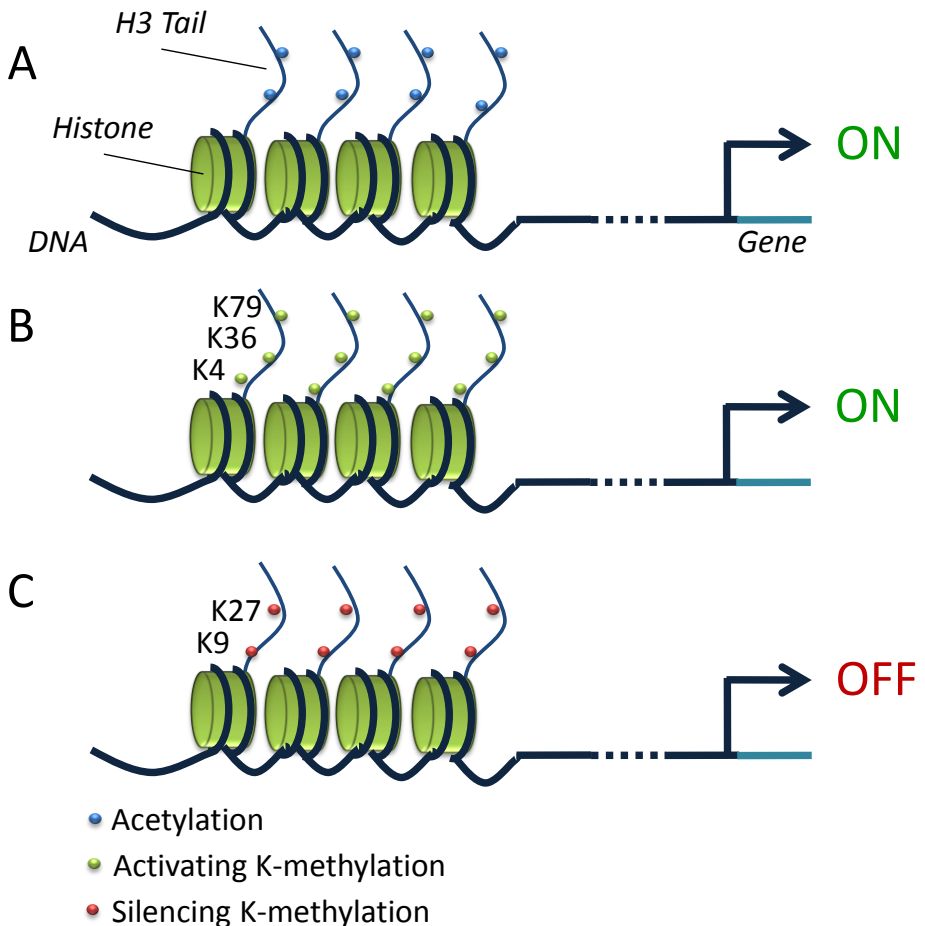 A
H3 Tail
Histone
DNA
ON
Gene
B
K79
K36
K4
ON
C
K27
K9
OFF
Acetylation
Activating K-methylation
Silencing K-methylation